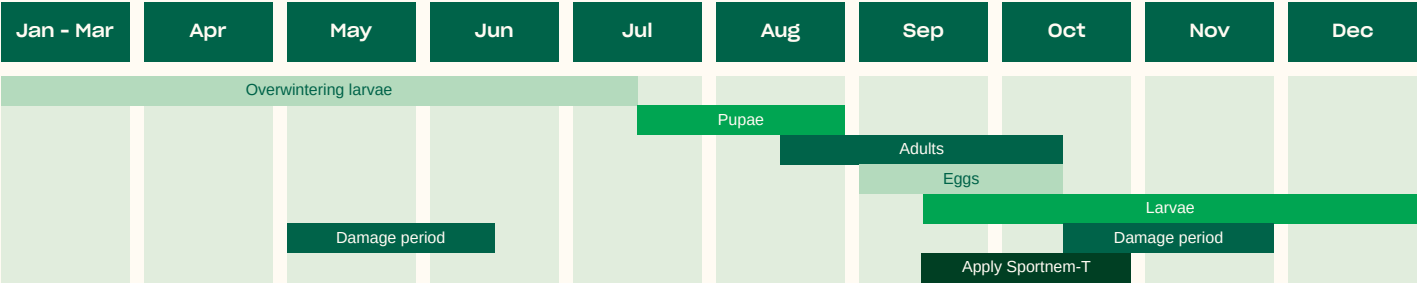 Jan - Mar Apr May Jun Jul Aug Sep Oct Nov Dec
Overwintering larvae
Pupae
Adults
Eggs
Larvae
Damage period Damage period
Apply Sportnem-T